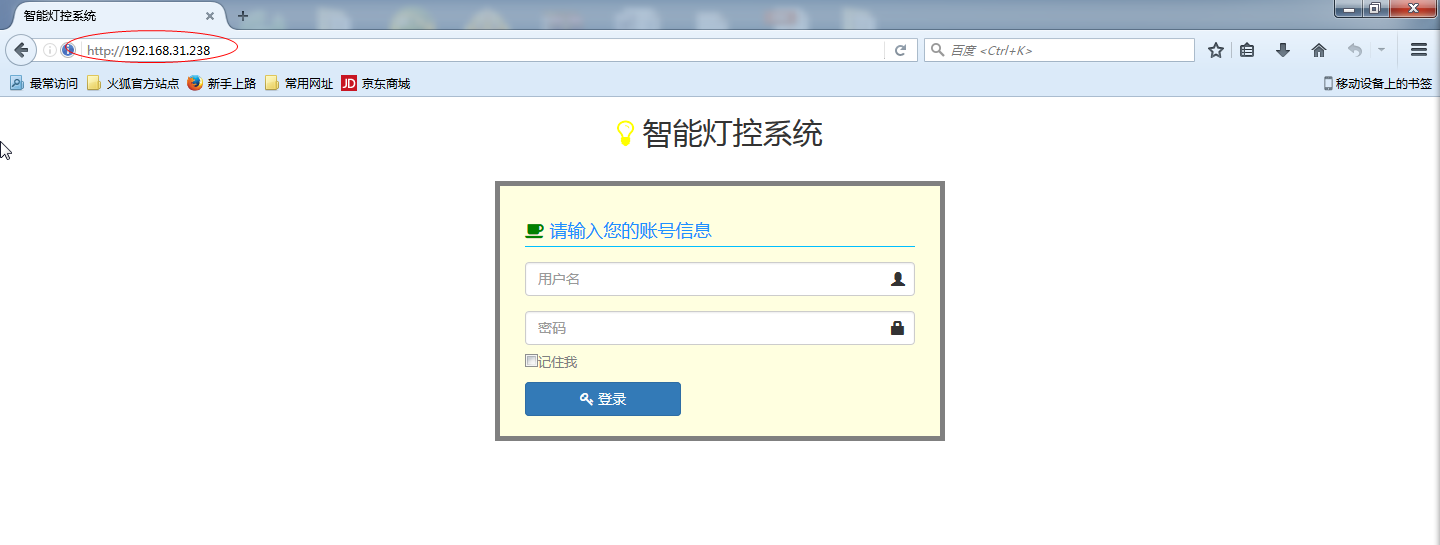 智能灯控系统
http://192.168.31.238
百度 <Ctrl+K>
最常访问 火狐官方站点 新手上路 常用网址 JD 京东商城 移动设备上的书签
智能灯控系统
请输入您的账号信息
用户名
密码
记住我
登录